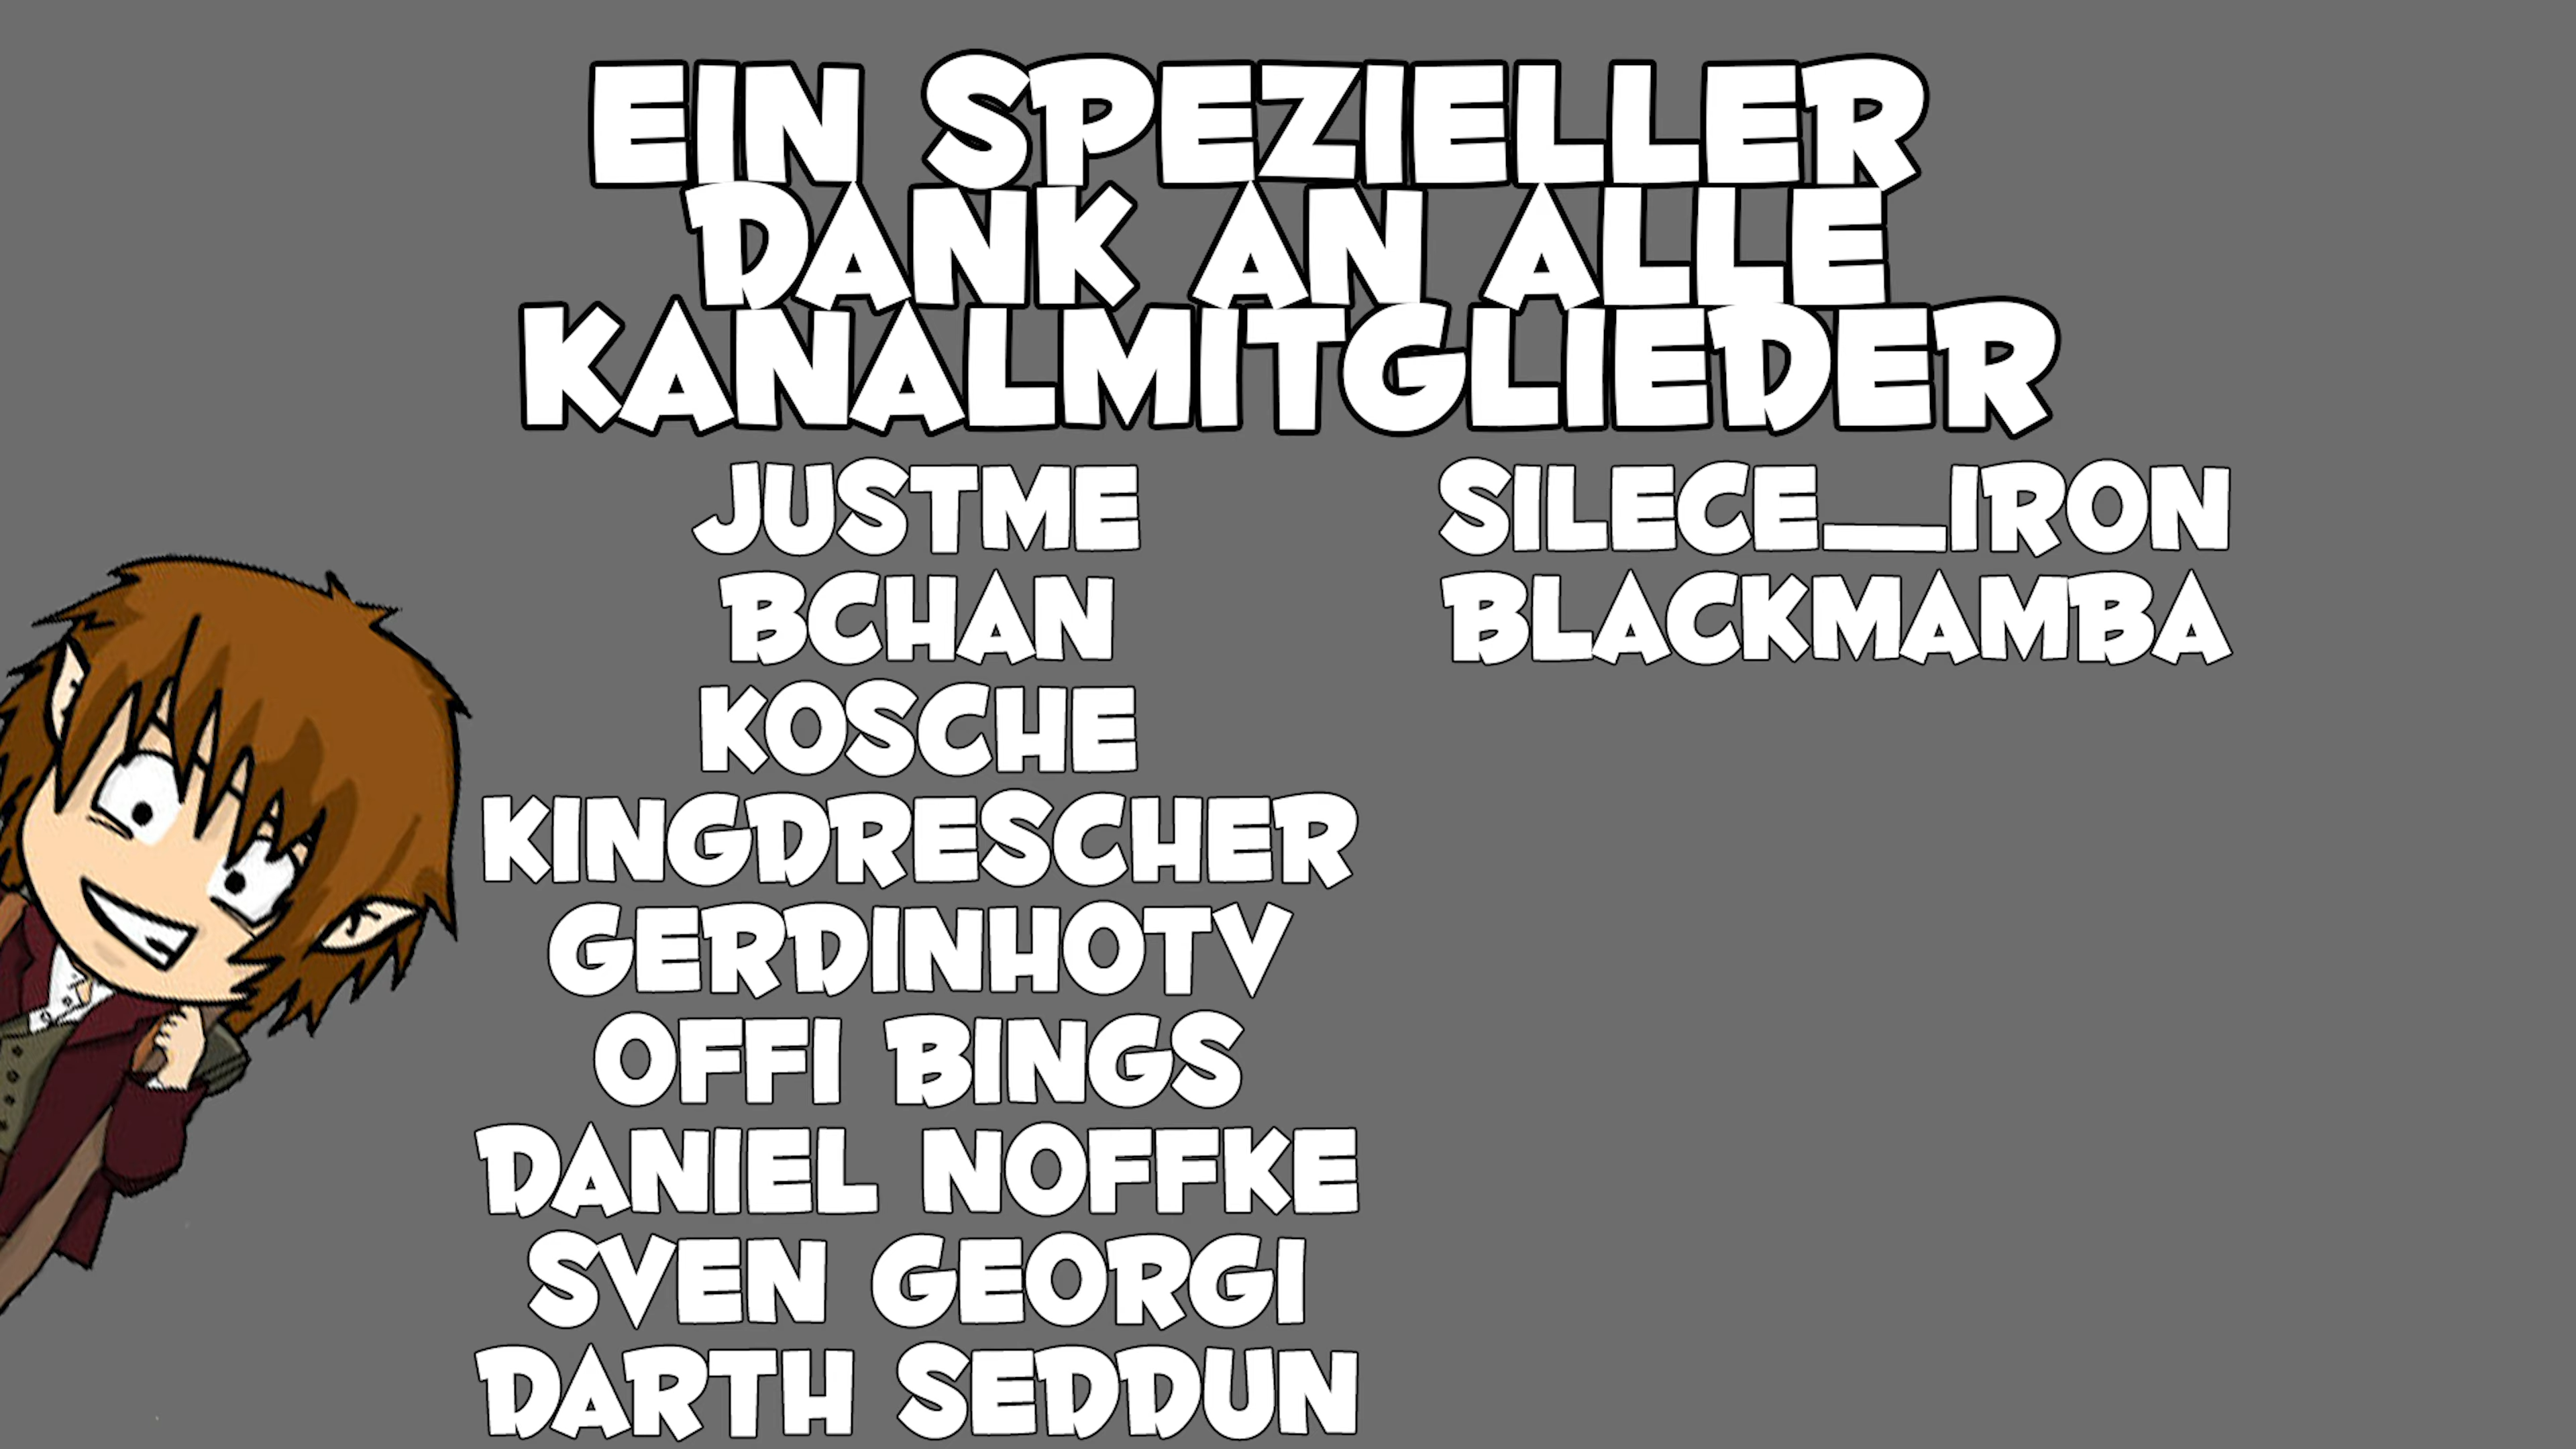 EIN SPEZIELLER
DANK AN ALLE
KANALMITGLIEDER
JUSTME
BCHAN
KOSCHE
KINGDRESCHER
GERDINHOTV
OFFI BINGS
DANIEL NOFFKE
SVEN GEORGI
DARTH SEDDUN
SILECE_IRON
BLACKMAMBA